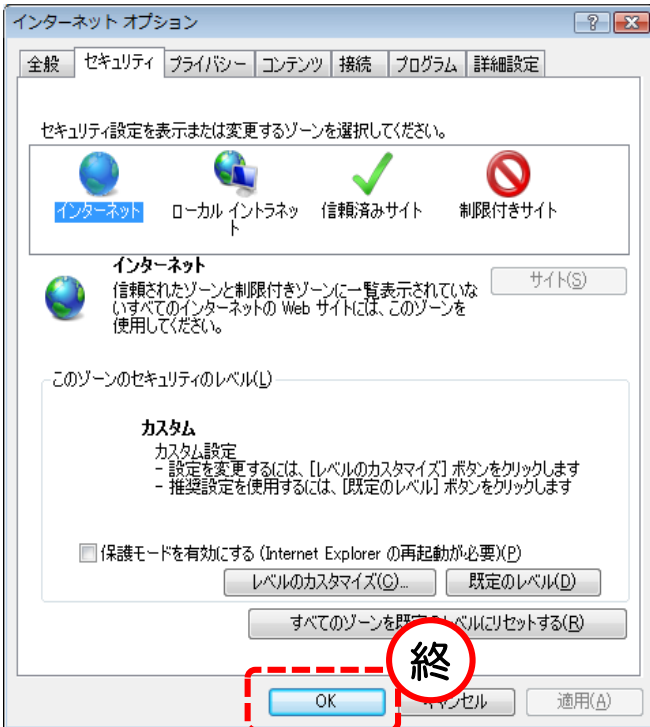 インターネット オプション
全般 セキュリティ プライバシー コンテンツ 接続 プログラム 詳細設定
セキュリティ設定を表示または変更するゾーンを選択してください。
インターネット ローカル イントラネッ 信頼済みサイト 制限付きサイト
ト
インターネット
サイト(S)
信頼されたゾーンと制限付きゾーンに一覧表示されていな
いすべてのインターネットの Web サイトには、このゾーンを
使用してください。
このゾーンのセキュリティのレベル(L)
カスタム
カスタム設定
- 設定を変更するには、[レベルのカスタマイズ] ボタンをクリックします
- 推奨設定を使用するには、[既定のレベル] ボタンをクリックします
保護モードを有効にする (Internet Explorer の再起動が必要)(P)
レベルのカスタマイズ(C)... 既定のレベル(D)
すべてのゾーンを既定のレベルにリセットする(R)
終
OK キャンセル 適用(A)